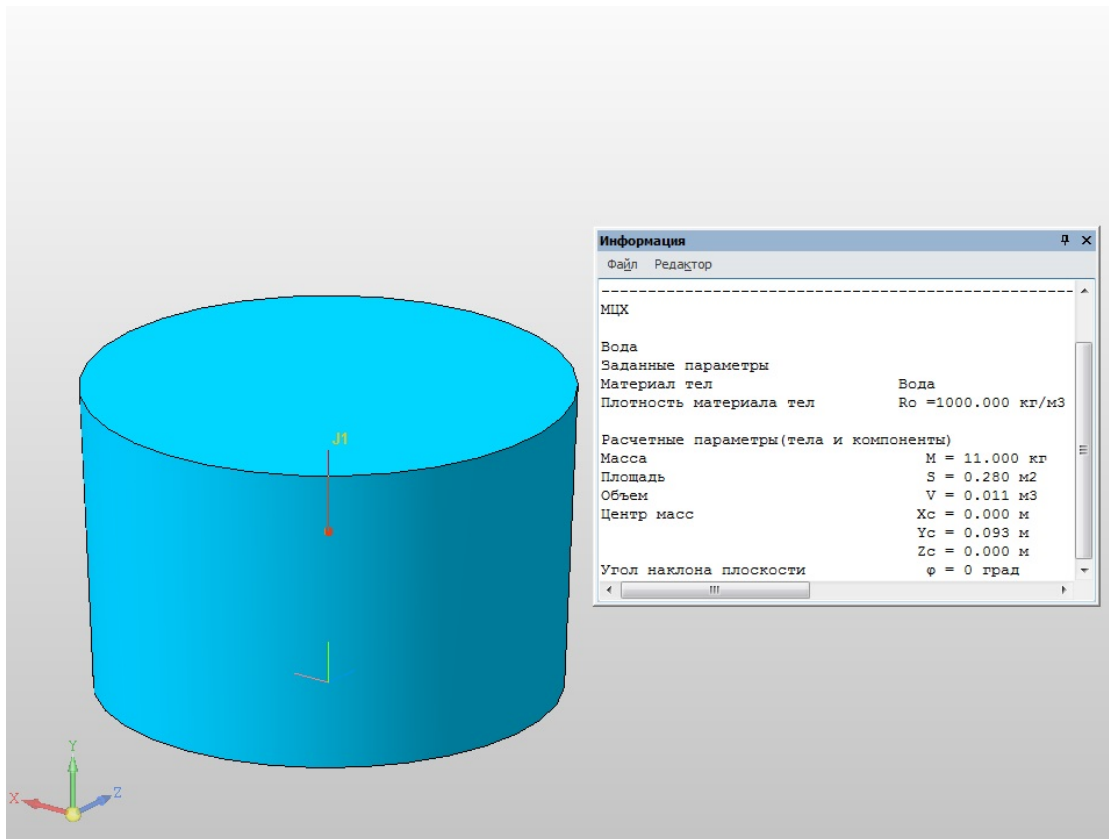 Информация
Файл Редактор
МЦХ
Вода
Заданные параметры
Материал тел Вода
Плотность материала тел Ro =1000.000 кг/м3
Расчетные параметры(тела и компоненты)
Масса M = 11.000 кг
Площадь S = 0.280 м2
Объем V = 0.011 м3
Центр масс Xc = 0.000 м
Yc = 0.093 м
Zc = 0.000 м
Угол наклона плоскости φ = 0 град
J1
Y
X
Z